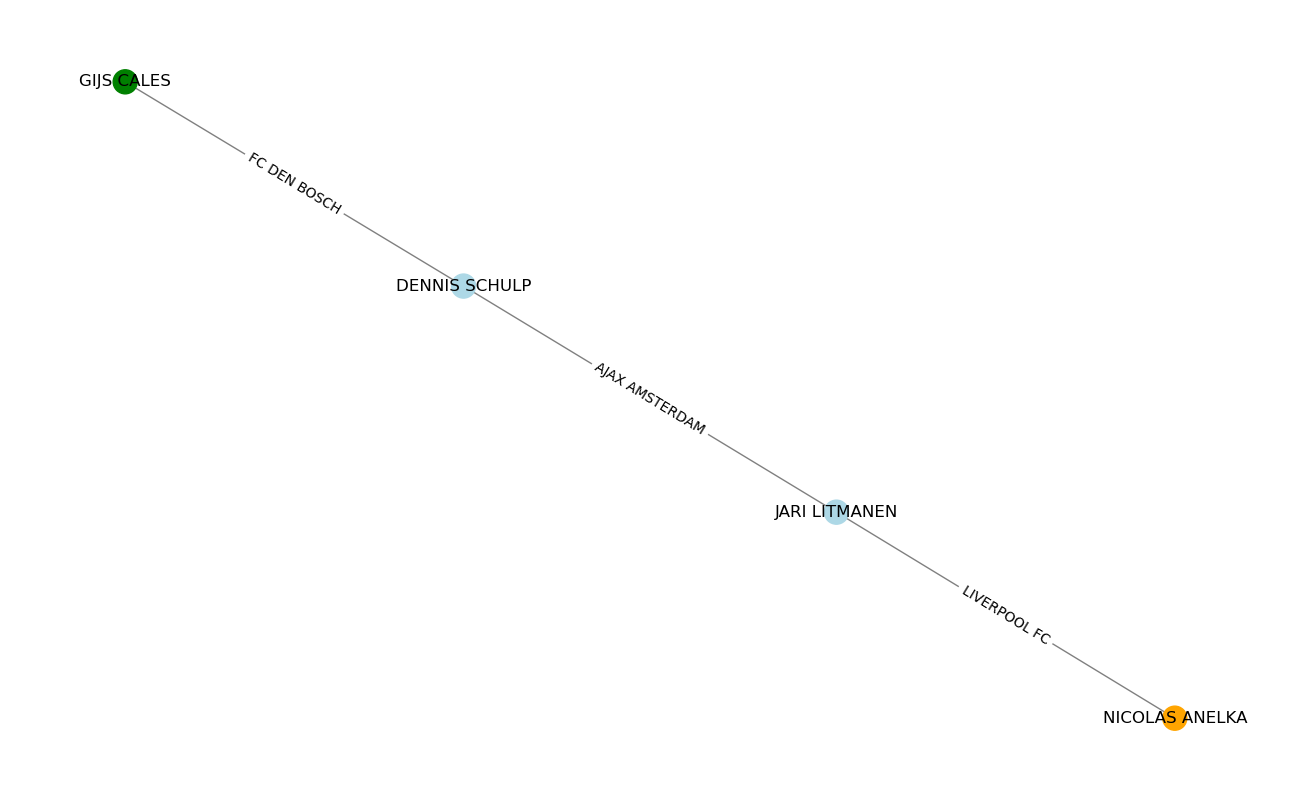 GIJS CALES
FC DEN BOSCH
DENNIS SCHULP
AJAX AMSTERDAM
JARI LITMANEN
LIVERPOOL FC
NICOLAS ANELKA